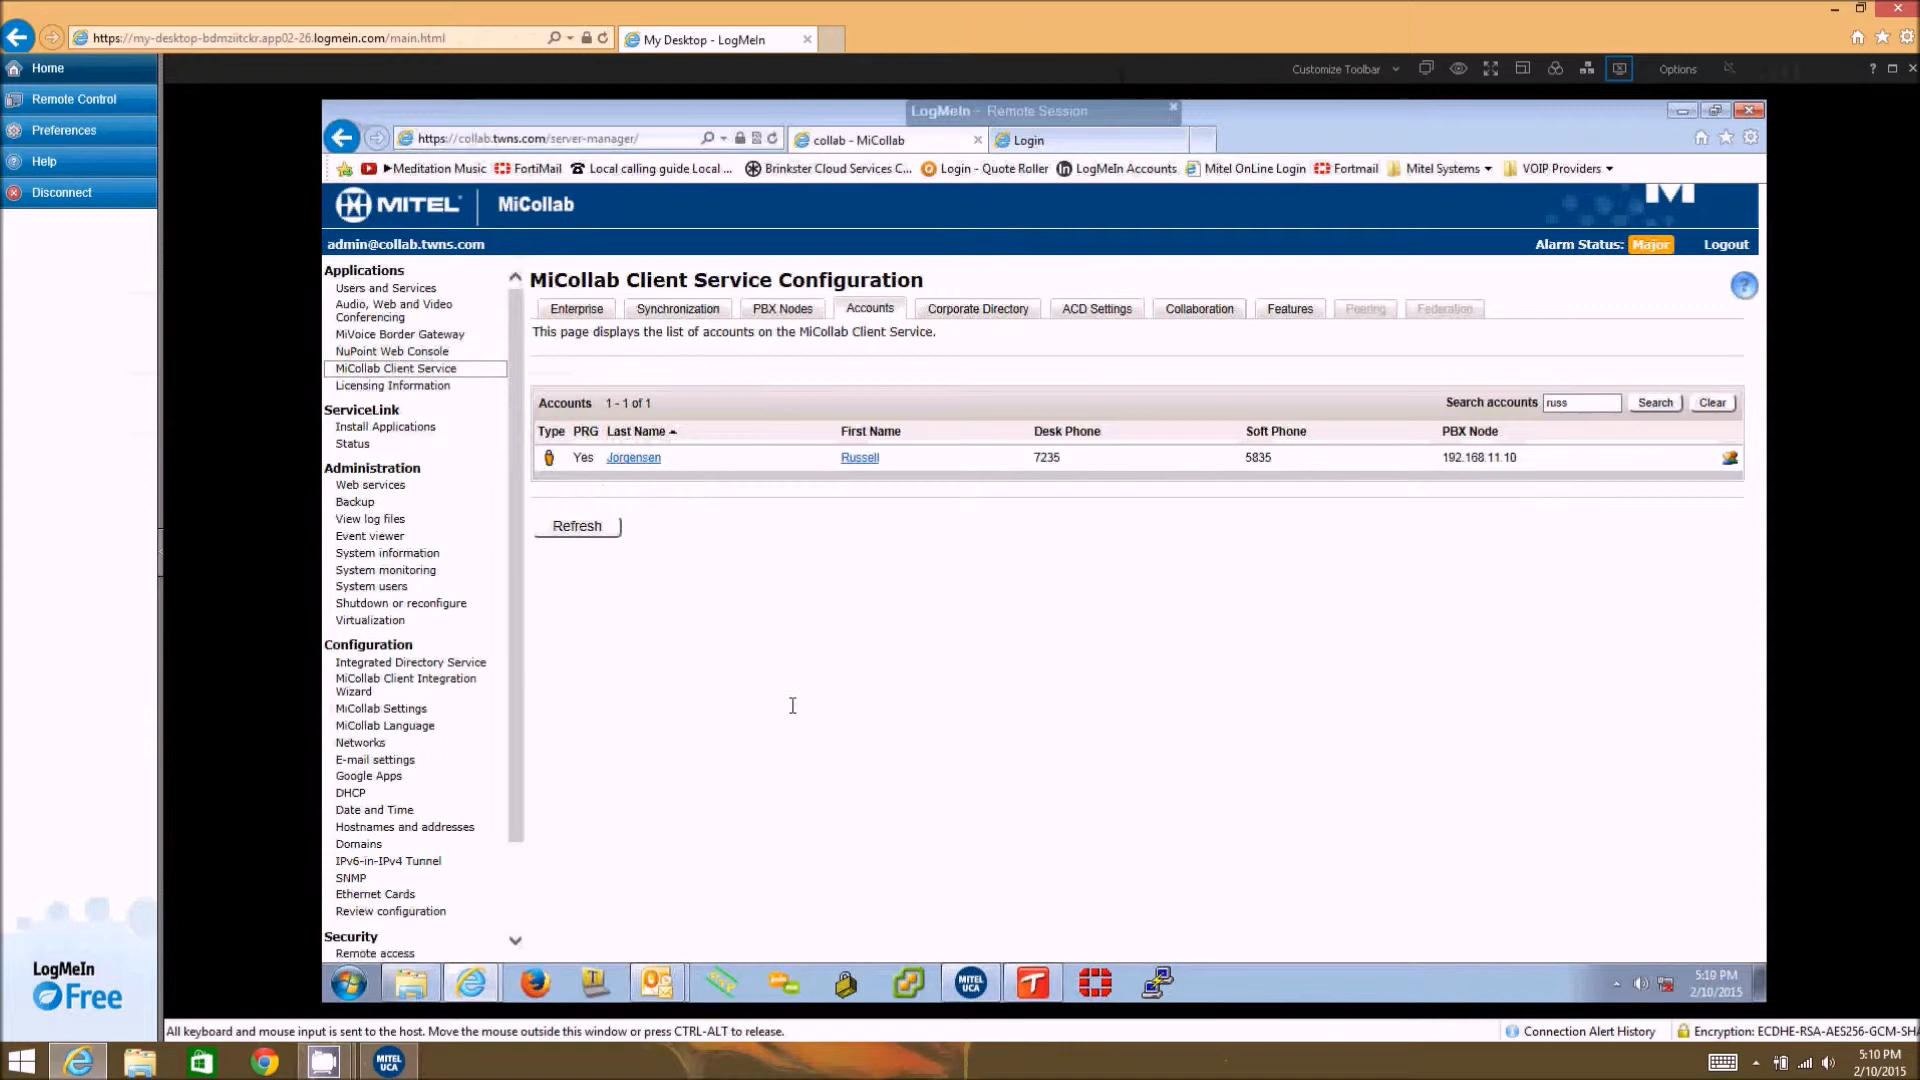 https://my-desktop-bdmziitckr.app02-26.logmein.com/main.html
My Desktop - LogMeIn
Home
Remote Control
Preferences
Help
Disconnect
Customize Toolbar
Options
LogMeIn - Remote Session
https://collab.twns.com/server-manager/
collab - MiCollab
Login
▶Meditation Music
FortiMail
Local calling guide Local ...
Brinkster Cloud Services C...
Login - Quote Roller
LogMeIn Accounts
Mitel OnLine Login
Fortmail
Mitel Systems
VOIP Providers
MITEL
MiCollab
admin@collab.twns.com
Alarm Status: Major
Logout
Applications
Users and Services
Audio, Web and Video
Conferencing
MiVoice Border Gateway
NuPoint Web Console
MiCollab Client Service
Licensing Information
ServiceLink
Install Applications
Status
Administration
Web services
Backup
View log files
Event viewer
System information
System monitoring
System users
Shutdown or reconfigure
Virtualization
Configuration
Integrated Directory Service
MiCollab Client Integration
Wizard
MiCollab Settings
MiCollab Language
Networks
E-mail settings
Google Apps
DHCP
Date and Time
Hostnames and addresses
Domains
IPv6-in-IPv4 Tunnel
SNMP
Ethernet Cards
Review configuration
Security
Remote access
MiCollab Client Service Configuration
Enterprise
Synchronization
PBX Nodes
Accounts
Corporate Directory
ACD Settings
Collaboration
Features
Peering
Federation
This page displays the list of accounts on the MiCollab Client Service.
Accounts 1 - 1 of 1
Search accounts russ Search Clear
Type PRG Last Name First Name Desk Phone Soft Phone PBX Node
Yes Jorgensen Russell 7235 5835 192.168.11.10
Refresh
MITEL
UCA
5:10 PM
2/10/2015
LogMeIn
Free
All keyboard and mouse input is sent to the host. Move the mouse outside this window or press CTRL-ALT to release.
Connection Alert History
Encryption: ECDHE-RSA-AES256-GCM-SHA
MITEL
UCA
5:10 PM
2/10/2015